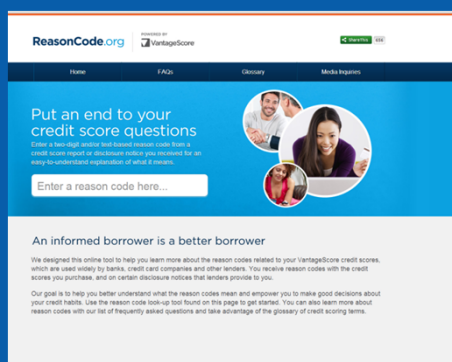 ReasonCode.org
POWERED BY
VantageScore
ShareThis
Home
FAQs
Glossary
Media Inquiries
Put an end to your
credit score questions
Enter a two-digit and/or text-based reason code from a
credit score report or disclosure notice you received for an
easy-to-understand explanation of what it means.
Enter a reason code here...
An informed borrower is a better borrower
We designed this online tool to help you learn more about the reason codes related to your VantageScore credit scores,
which are used widely by banks, credit card companies and other lenders. You receive reason codes with the credit
scores you purchase, and on certain disclosure notices that lenders provide to you.
Our goal is to help you better understand what the reason codes mean and empower you to make good decisions about
your credit habits. Use the reason code look-up tool found on this page to get started. You can also learn more about
reason codes with our list of frequently asked questions and take advantage of the glossary of credit scoring terms.